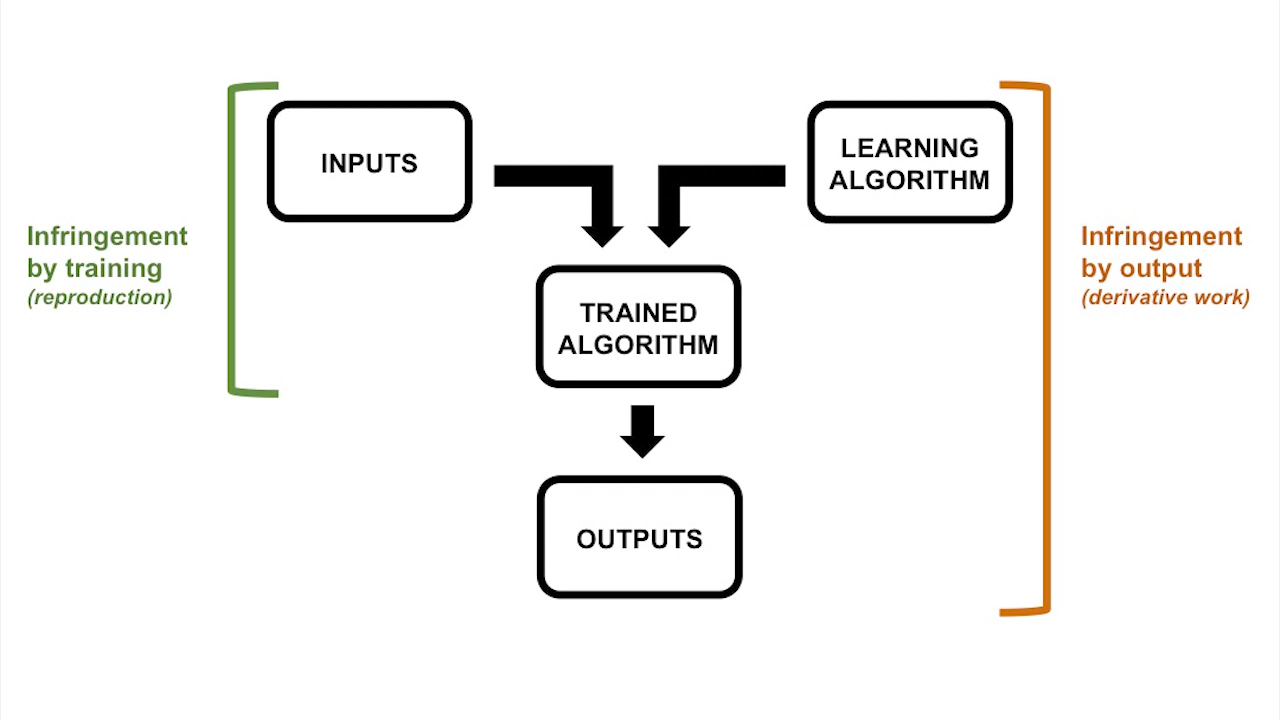 INPUTS
LEARNING
ALGORITHM
Infringement
by training
(reproduction)
Infringement
by output
(derivative work)
TRAINED
ALGORITHM
OUTPUTS